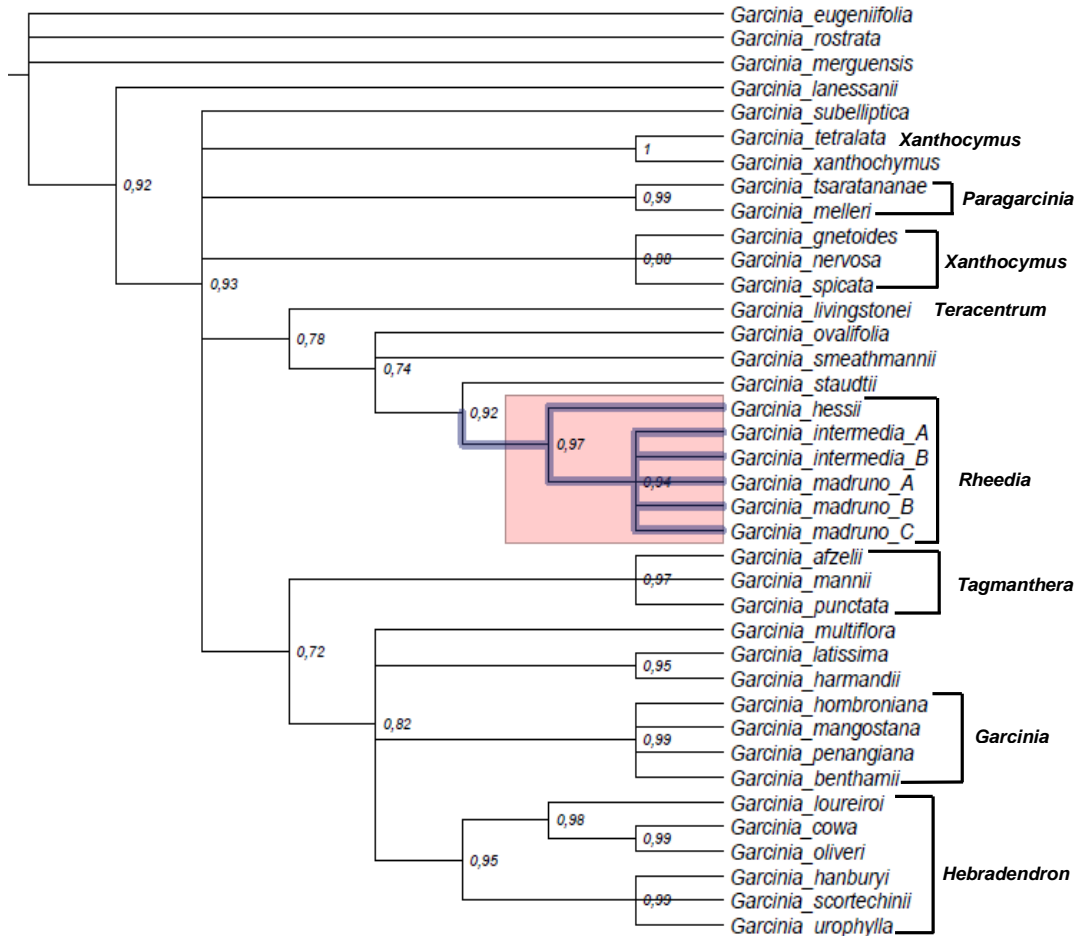 Garcinia_eugeniifolia
Garcinia_rostrata
Garcinia_merguensis
Garcinia_lanessanii
Garcinia_subelliptica
Garcinia_tetralata Xanthocymus
1
Garcinia_xanthochymus
0,92
Garcinia_tsaratananae
0,99 Paragarcinia
Garcinia_melleri
Garcinia_gnetoides
Garcinia_nervosa
0,88 Xanthocymus
Garcinia_spicata
0,93
Garcinia_livingstonei Teracentrum
Garcinia_ovalifolia
0,78
Garcinia_smeathmannii
0,74
Garcinia_staudtii
Garcinia_hessii
0,92
Garcinia_intermedia_A
0,97
Garcinia_intermedia_B
Garcinia_madruno_A Rheedia
0,94
Garcinia_madruno_B
Garcinia_madruno_C
Garcinia_afzelii
0,97 Garcinia_mannii Tagmanthera
Garcinia_punctata
Garcinia_multiflora
0,72
Garcinia_latissima
0,95
Garcinia_harmandii
Garcinia_hombroniana
0,82
Garcinia_mangostana
0,99 Garcinia
Garcinia_penangiana
Garcinia_benthamii
Garcinia_loureiroi
0,98
Garcinia_cowa
0,99
Garcinia_oliveri
0,95
Garcinia_hanburyi Hebradendron
0,99 Garcinia_scortechinii
Garcinia_urophylla